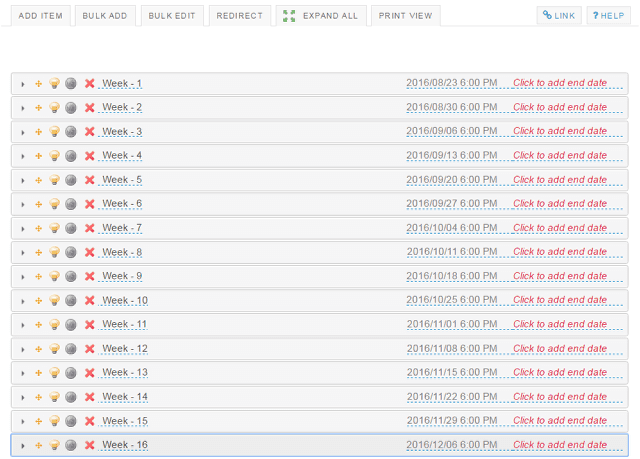 ADD ITEM BULK ADD BULK EDIT REDIRECT EXPAND ALL PRINT VIEW LINK ? HELP
Week - 1 2016/08/23 6:00 PM Click to add end date
Week - 2 2016/08/30 6:00 PM Click to add end date
Week - 3 2016/09/06 6:00 PM Click to add end date
Week - 4 2016/09/13 6:00 PM Click to add end date
Week - 5 2016/09/20 6:00 PM Click to add end date
Week - 6 2016/09/27 6:00 PM Click to add end date
Week - 7 2016/10/04 6:00 PM Click to add end date
Week - 8 2016/10/11 6:00 PM Click to add end date
Week - 9 2016/10/18 6:00 PM Click to add end date
Week - 10 2016/10/25 6:00 PM Click to add end date
Week - 11 2016/11/01 6:00 PM Click to add end date
Week - 12 2016/11/08 6:00 PM Click to add end date
Week - 13 2016/11/15 6:00 PM Click to add end date
Week - 14 2016/11/22 6:00 PM Click to add end date
Week - 15 2016/11/29 6:00 PM Click to add end date
Week - 16 2016/12/06 6:00 PM Click to add end date